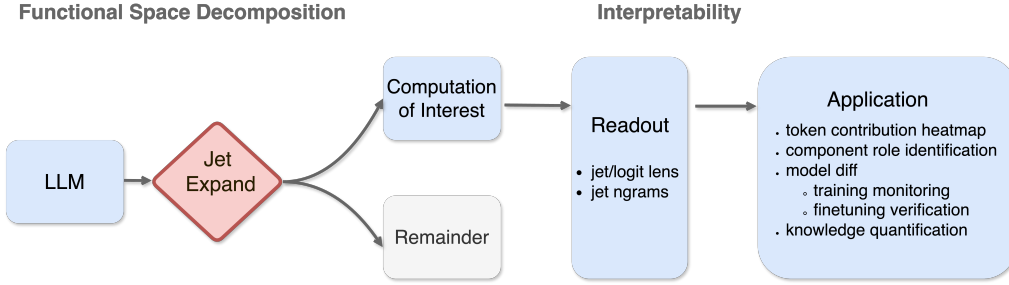 Functional Space Decomposition
Interpretability
LLM
Jet
Expand
Computation
of Interest
Remainder
Readout
• jet/logit lens
• jet ngrams
Application
• token contribution heatmap
• component role identification
• model diff
◦ training monitoring
◦ finetuning verification
• knowledge quantification